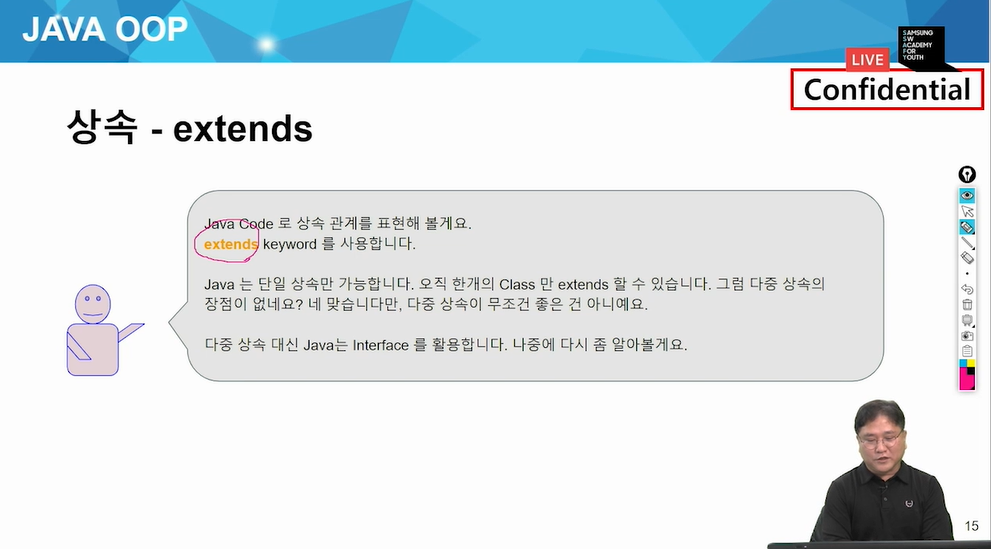 JAVA OOP
SAMSUNG
SW
ACADEMY
FOR
YOUTH
LIVE
Confidential
상속 - extends
Java Code 로 상속 관계를 표현해 볼게요.
extends keyword 를 사용합니다.
Java 는 단일 상속만 가능합니다. 오직 한개의 Class 만 extends 할 수 있습니다. 그럼 다중 상속의
장점이 없네요? 네 맞습니다만, 다중 상속이 무조건 좋은 건 아니예요.
다중 상속 대신 Java는 Interface 를 활용합니다. 나중에 다시 좀 알아볼게요.
15